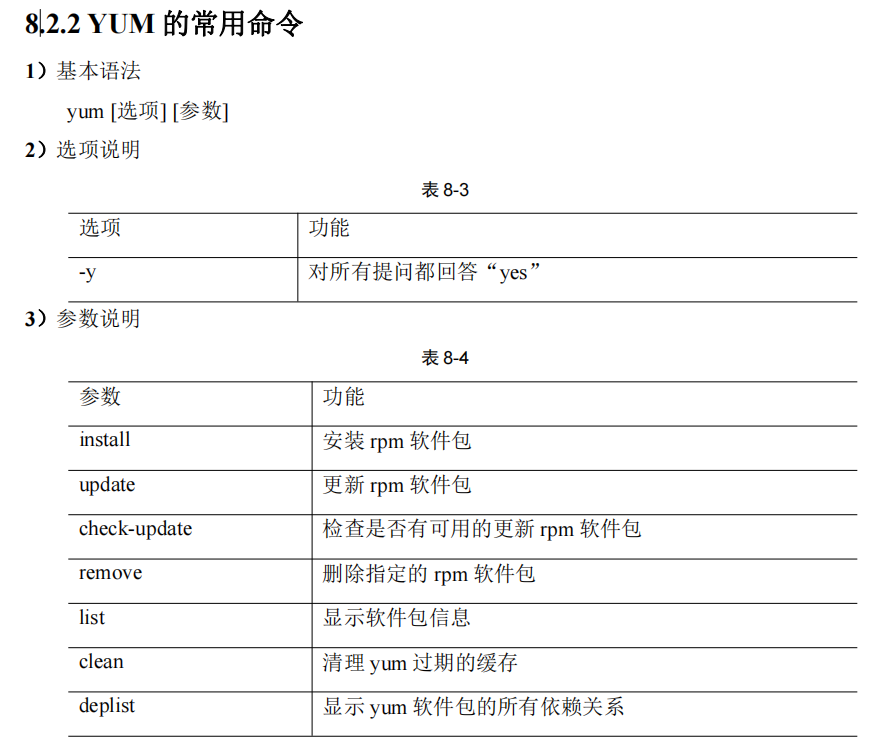 8.2.2 YUM 的常用命令
1）基本语法
yum [选项] [参数]
2）选项说明
表 8-3
选项 功能
-y 对所有提问都回答“yes”
3）参数说明
表 8-4
参数 功能
install 安装 rpm 软件包
update 更新 rpm 软件包
check-update 检查是否有可用的更新 rpm 软件包
remove 删除指定的 rpm 软件包
list 显示软件包信息
clean 清理 yum 过期的缓存
deplist 显示 yum 软件包的所有依赖关系